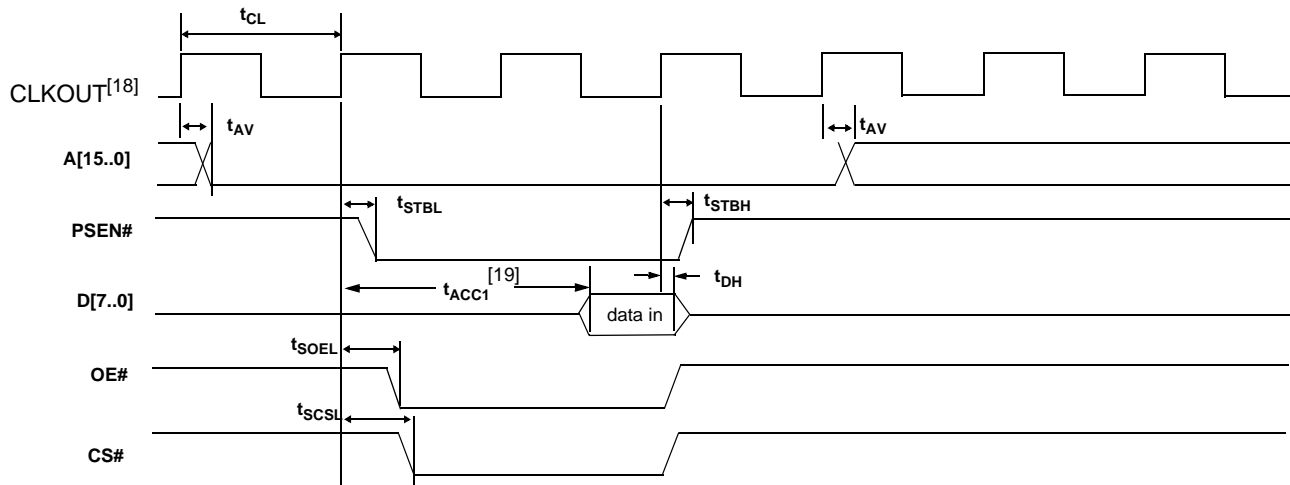 tCL
CLKOUT[18]
tAV
tAV
A[15..0]
tSTBL
tSTBH
PSEN#
[19]
tACC1
tDH
D[7..0]
data in
tSOEL
OE#
tSCSL
CS#